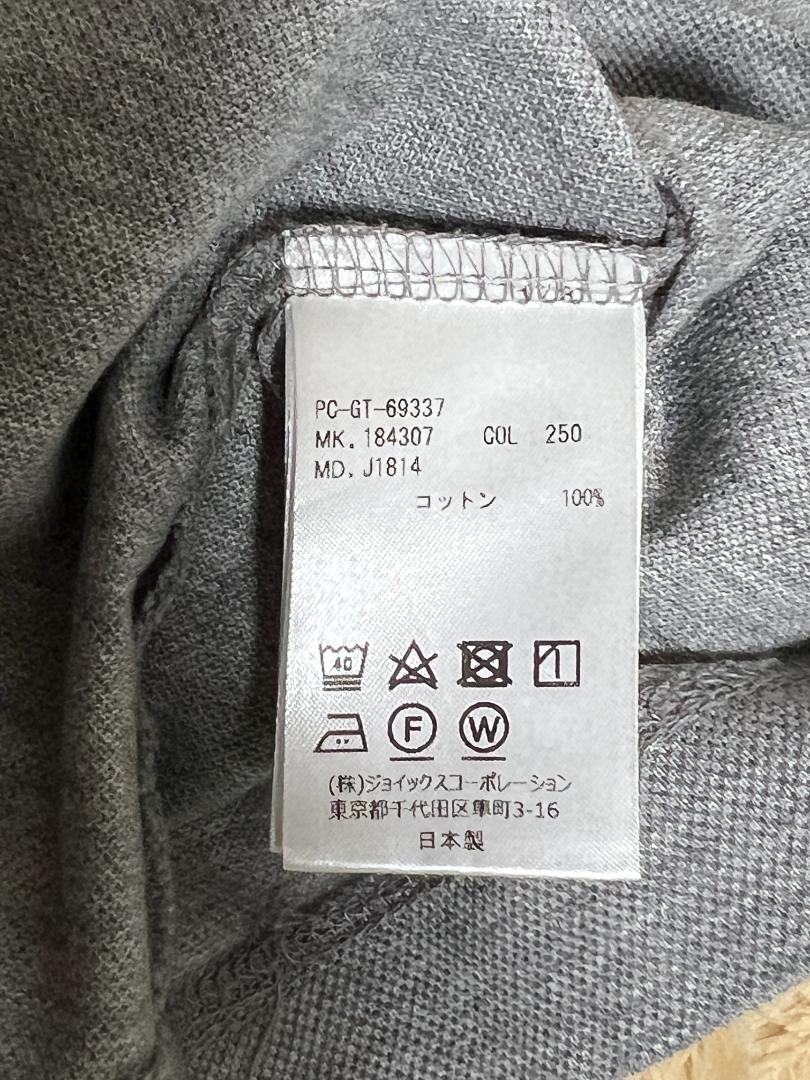 PC-GT-69337
MK. 184307 COL 250
MD. J1814
コットン 100%
40
F W
(株)ジョイックスコーポレーション
東京都千代田区隼町3-16
日本製